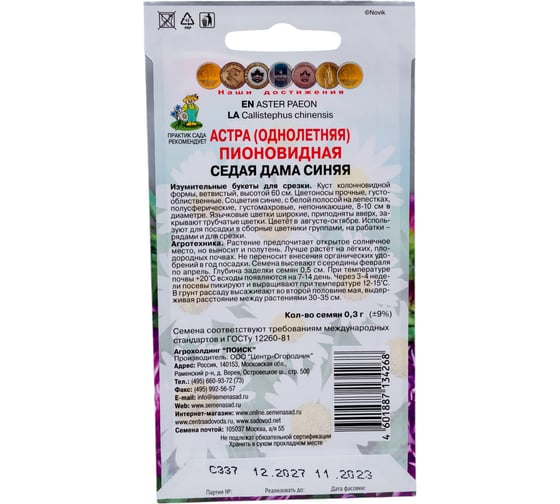 ©Novik
PAP
Наши достижения
EN ASTER PAEON
LA Callistephus chinensis
ПРАКТИК САДА
РЕКОМЕНДУЕТ
АСТРА (ОДНОЛЕТНЯЯ)
ПИОНОВИДНАЯ
СЕДАЯ ДАМА СИНЯЯ
Изумительные букеты для срезки. Куст колонновидной
формы, ветвистый, высотой 60 см. Цветоносы прочные, густо-
облиственные. Соцветия синие, с белой полосой на лепестках,
полусферические, густомахровые, непоникающие, 8-10 см в
диаметре. Язычковые цветки широкие, приподняты вверх, за-
крывают трубчатые цветки. Цветёт в августе-октябре. Исполь-
зуют для посадки в сборные цветники группами, на рабатки-
рядами и для срезки.
Агротехника. Растение предпочитает открытое солнечное
место, но выносит и полутень. Лучше растёт на лёгких, пло-
дородных почвах. Не переносит внесения органических удо-
брений в год посадки. Семена высевают с середины февраля
по апрель. Глубина заделки семян 0,5 см. При температуре
почвы +20°С всходы появляются на 7-14 день. Через 3-4 неде-
ли посевы пикируют и выращивают при температуре 12-15°С.
В грунт рассаду высаживают во второй половине мая, выдер-
живая расстояние между растениями 30-35 см.
Кол-во семян 0,3 г (±9%)
Семена соответствуют требованиям международных
стандартов и ГОСТу 12260-81
Агрохолдинг "ПОИСК"
Производитель: ООО "Центр-Огородник"
Адрес: Россия, 140153, Московская обл.,
Раменский р-н, д. Верея, Островецкое ш., стр. 500
Тел.: (495) 660-93-72 (73)
Факс: (495) 992-56-57
E-mail: info@semenasad.ru
www.semenasad.ru
Интернет-магазин: www.online.semenasad.ru
www.centrsadovoda.ru, www.sadovod.net
Семена почтой: 105037 Москва, а/я 55
Не подлежат обязательной сертификации
Хранить в сухом прохладном месте
4 601887 134268
С337 12.2027 11.2023
Партия №: Реализовать до: Дата фасовки: